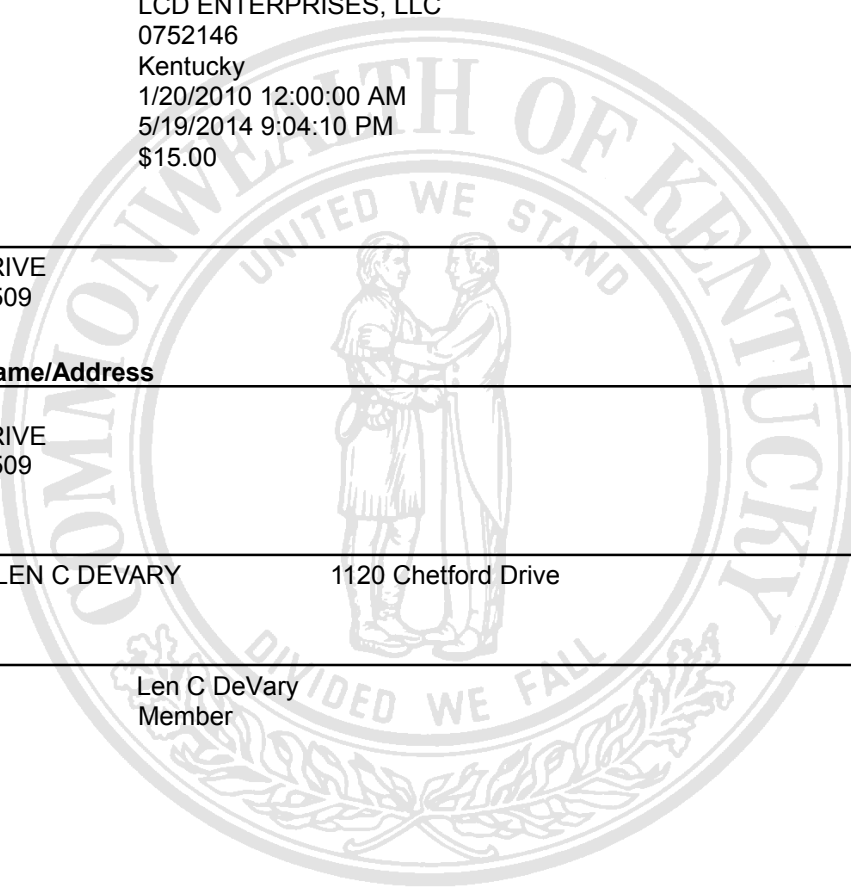 LCD ENTERPRISES, LLC
0752146
Kentucky
1/20/2010 12:00:00 AM
5/19/2014 9:04:10 PM
$15.00
RIVE
509
ame/Address
RIVE
509
LEN C DEVARY 1120 Chetford Drive
Len C DeVary
Member
COMMONWEALTH OF KENTUCKY
UNITED WE STAND
DIVIDED WE FALL